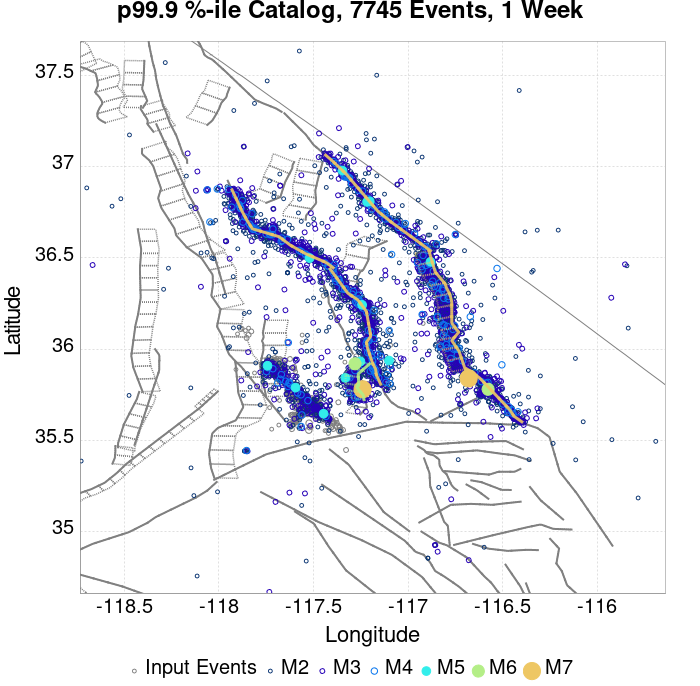 p99.9 %-ile Catalog, 7745 Events, 1 Week
37.5
37
36.5
36
35.5
35
Latitude
-118.5 -118 -117.5 -117 -116.5 -116
Longitude
Input Events M2 M3 M4 M5 M6 M7